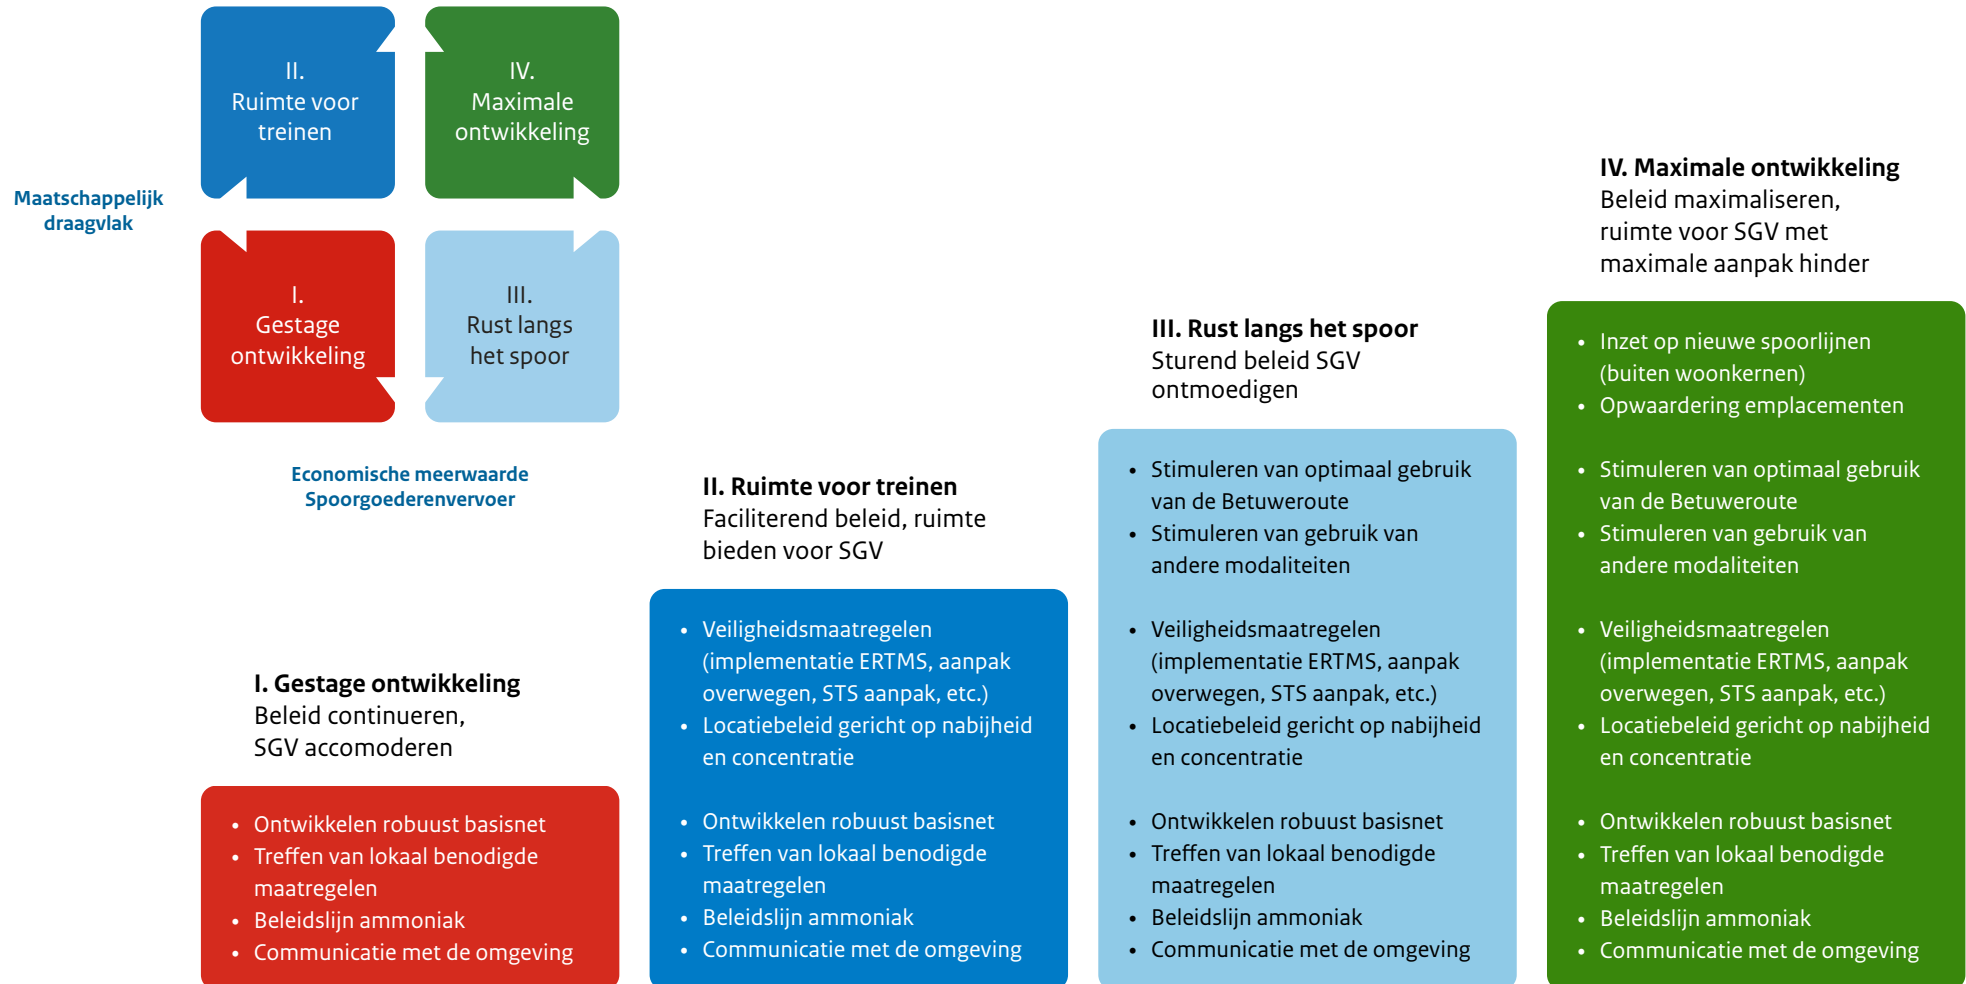 II.
Ruimte voor
treinen
IV.
Maximale
ontwikkeling
Maatschappelijk
draagvlak
I.
Gestage
ontwikkeling
III.
Rust langs
het spoor
Economische meerwaarde
Spoorgoederenvervoer
I. Gestage ontwikkeling
Beleid continueren,
SGV accomoderen
• Ontwikkelen robuust basisnet
• Treffen van lokaal benodigde
maatregelen
• Beleidslijn ammoniak
• Communicatie met de omgeving
II. Ruimte voor treinen
Faciliterend beleid, ruimte
bieden voor SGV
• Veiligheidsmaatregelen
(implementatie ERTMS, aanpak
overwegen, STS aanpak, etc.)
• Locatiebeleid gericht op nabijheid
en concentratie
• Ontwikkelen robuust basisnet
• Treffen van lokaal benodigde
maatregelen
• Beleidslijn ammoniak
• Communicatie met de omgeving
III. Rust langs het spoor
Sturend beleid SGV
ontmoedigen
• Stimuleren van optimaal gebruik
van de Betuweroute
• Stimuleren van gebruik van
andere modaliteiten
• Veiligheidsmaatregelen
(implementatie ERTMS, aanpak
overwegen, STS aanpak, etc.)
• Locatiebeleid gericht op nabijheid
en concentratie
• Ontwikkelen robuust basisnet
• Treffen van lokaal benodigde
maatregelen
• Beleidslijn ammoniak
• Communicatie met de omgeving
IV. Maximale ontwikkeling
Beleid maximaliseren,
ruimte voor SGV met
maximale aanpak hinder
• Inzet op nieuwe spoorlijnen
(buiten woonkernen)
• Opwaardering emplacementen
• Stimuleren van optimaal gebruik
van de Betuweroute
• Stimuleren van gebruik van
andere modaliteiten
• Veiligheidsmaatregelen
(implementatie ERTMS, aanpak
overwegen, STS aanpak, etc.)
• Locatiebeleid gericht op nabijheid
en concentratie
• Ontwikkelen robuust basisnet
• Treffen van lokaal benodigde
maatregelen
• Beleidslijn ammoniak
• Communicatie met de omgeving